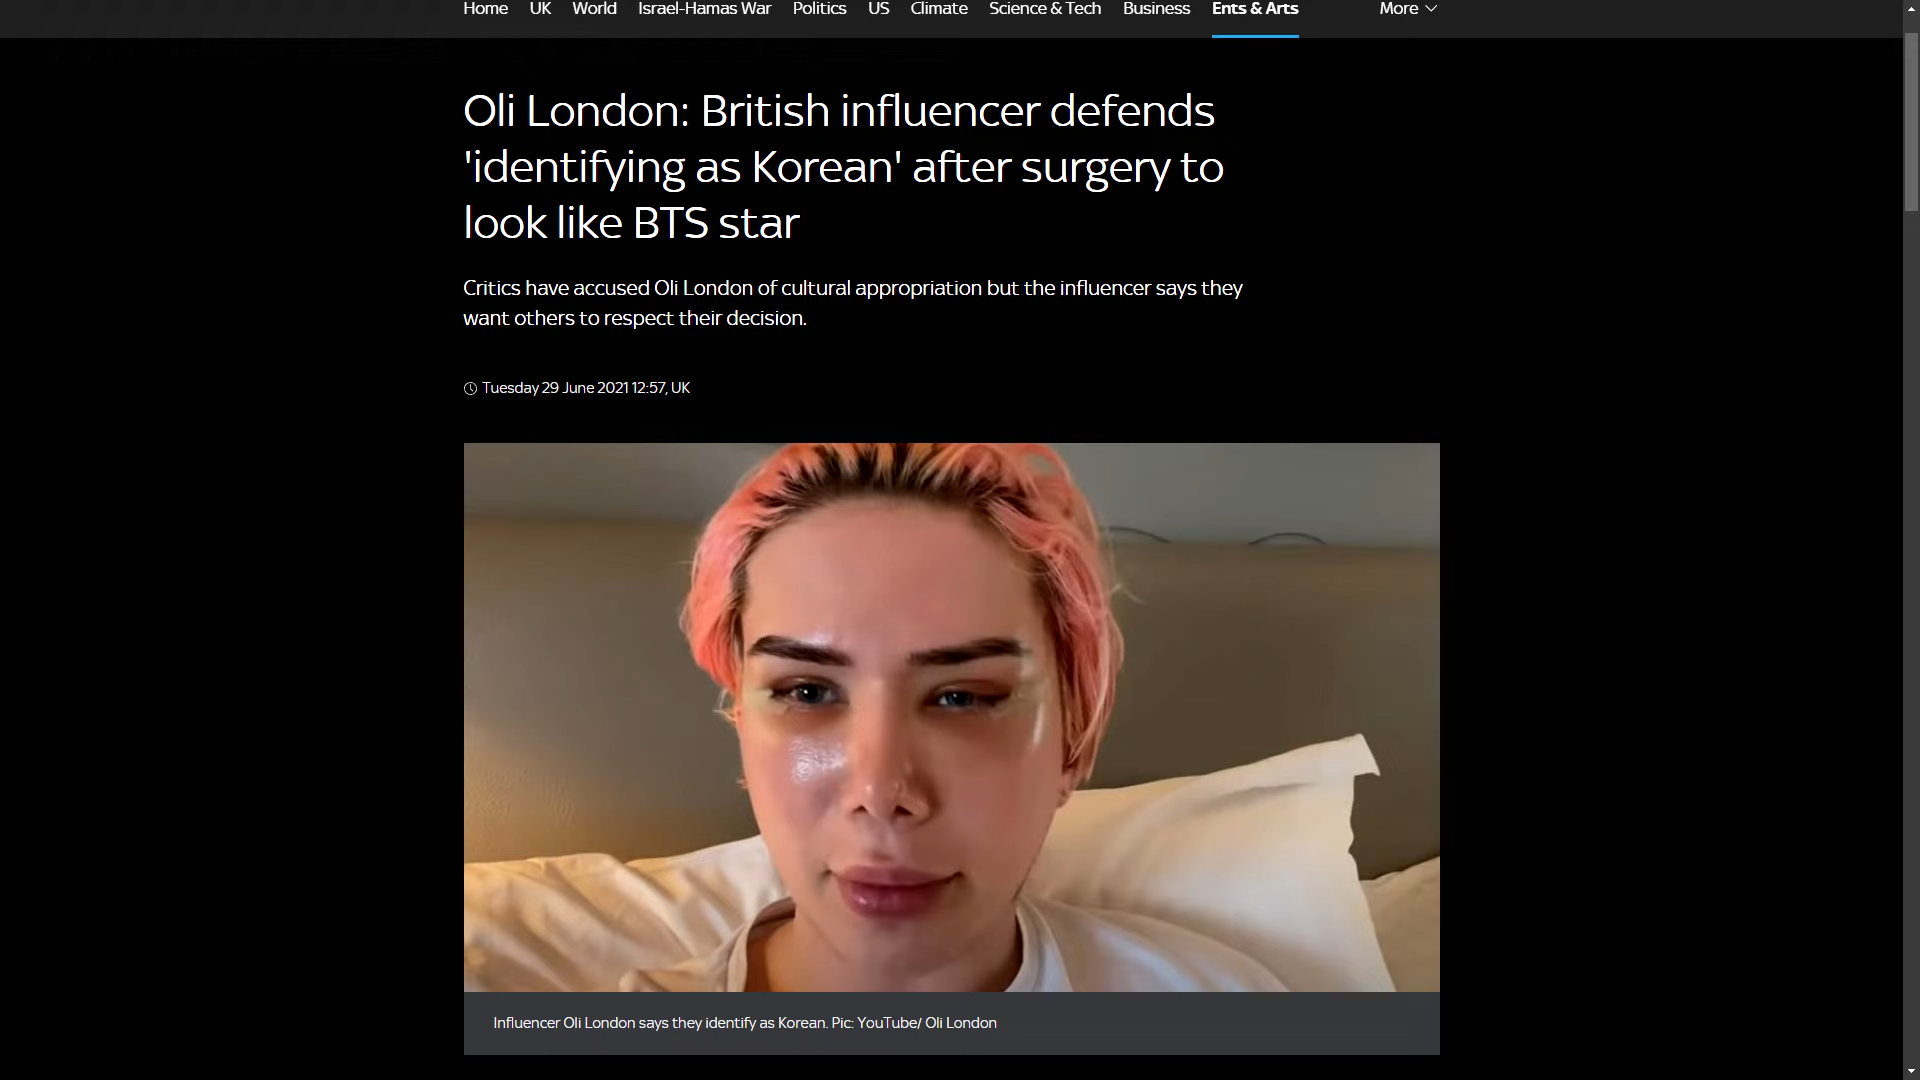 Home UK World Israel-Hamas War Politics US Climate Science & Tech Business Ents & Arts More
Oli London: British influencer defends
'identifying as Korean' after surgery to
look like BTS star
Critics have accused Oli London of cultural appropriation but the influencer says they
want others to respect their decision.
Tuesday 29 June 2021 12:57, UK
Influencer Oli London says they identify as Korean. Pic: YouTube/ Oli London